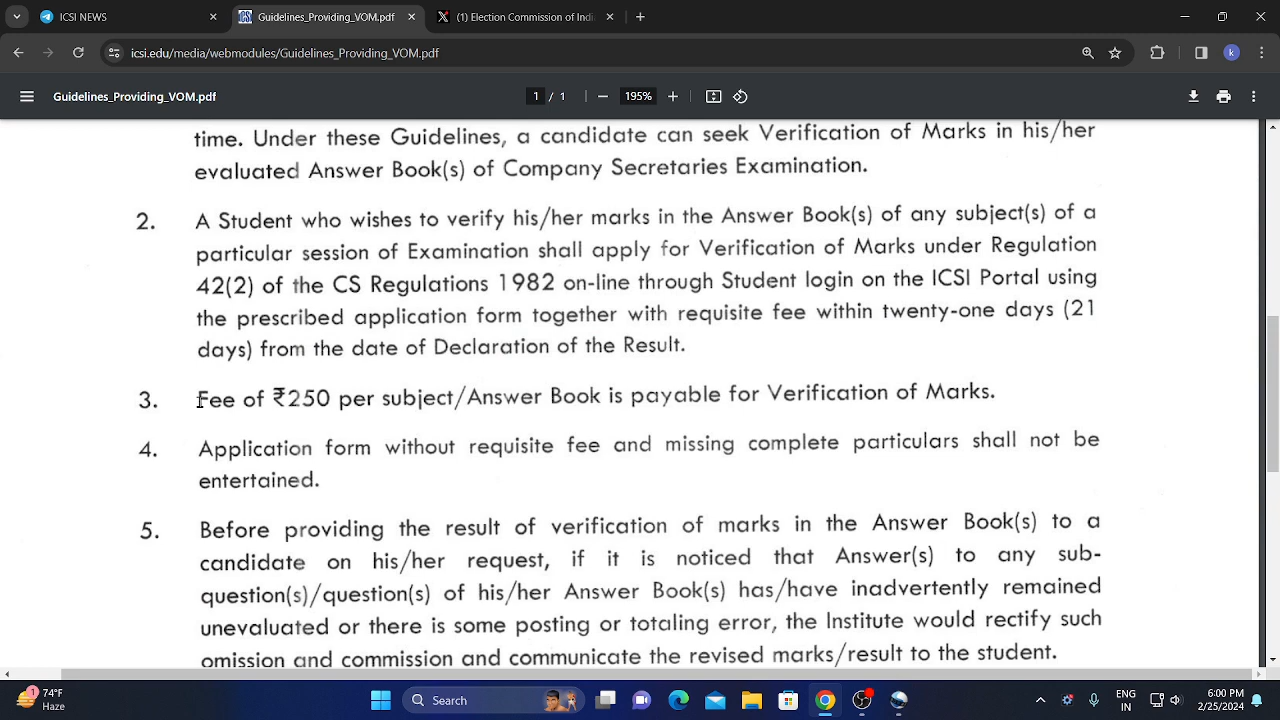 ICSI NEWS
Guidelines_Providing_VOM.pdf
(1) Election Commission of Indi
icsi.edu/media/webmodules/Guidelines_Providing_VOM.pdf
k
Guidelines_Providing_VOM.pdf
1 / 1
195%
time. Under these Guidelines, a candidate can seek Verification of Marks in his/her
evaluated Answer Book(s) of Company Secretaries Examination.
2. A Student who wishes to verify his/her marks in the Answer Book(s) of any subject(s) of a
particular session of Examination shall apply for Verification of Marks under Regulation
42(2) of the CS Regulations 1982 on-line through Student login on the ICSI Portal using
the prescribed application form together with requisite fee within twenty-one days (21
days) from the date of Declaration of the Result.
3. Fee of ₹250 per subject/Answer Book is payable for Verification of Marks.
4. Application form without requisite fee and missing complete particulars shall not be
entertained.
5. Before providing the result of verification of marks in the Answer Book(s) to a
candidate on his/her request, if it is noticed that Answer(s) to any sub-
question(s)/question(s) of his/her Answer Book(s) has/have inadvertently remained
unevaluated or there is some posting or totaling error, the Institute would rectify such
omission and commission and communicate the revised marks/result to the student.
1
74°F
Haze
Search
ENG
IN
6:00 PM
2/25/2024